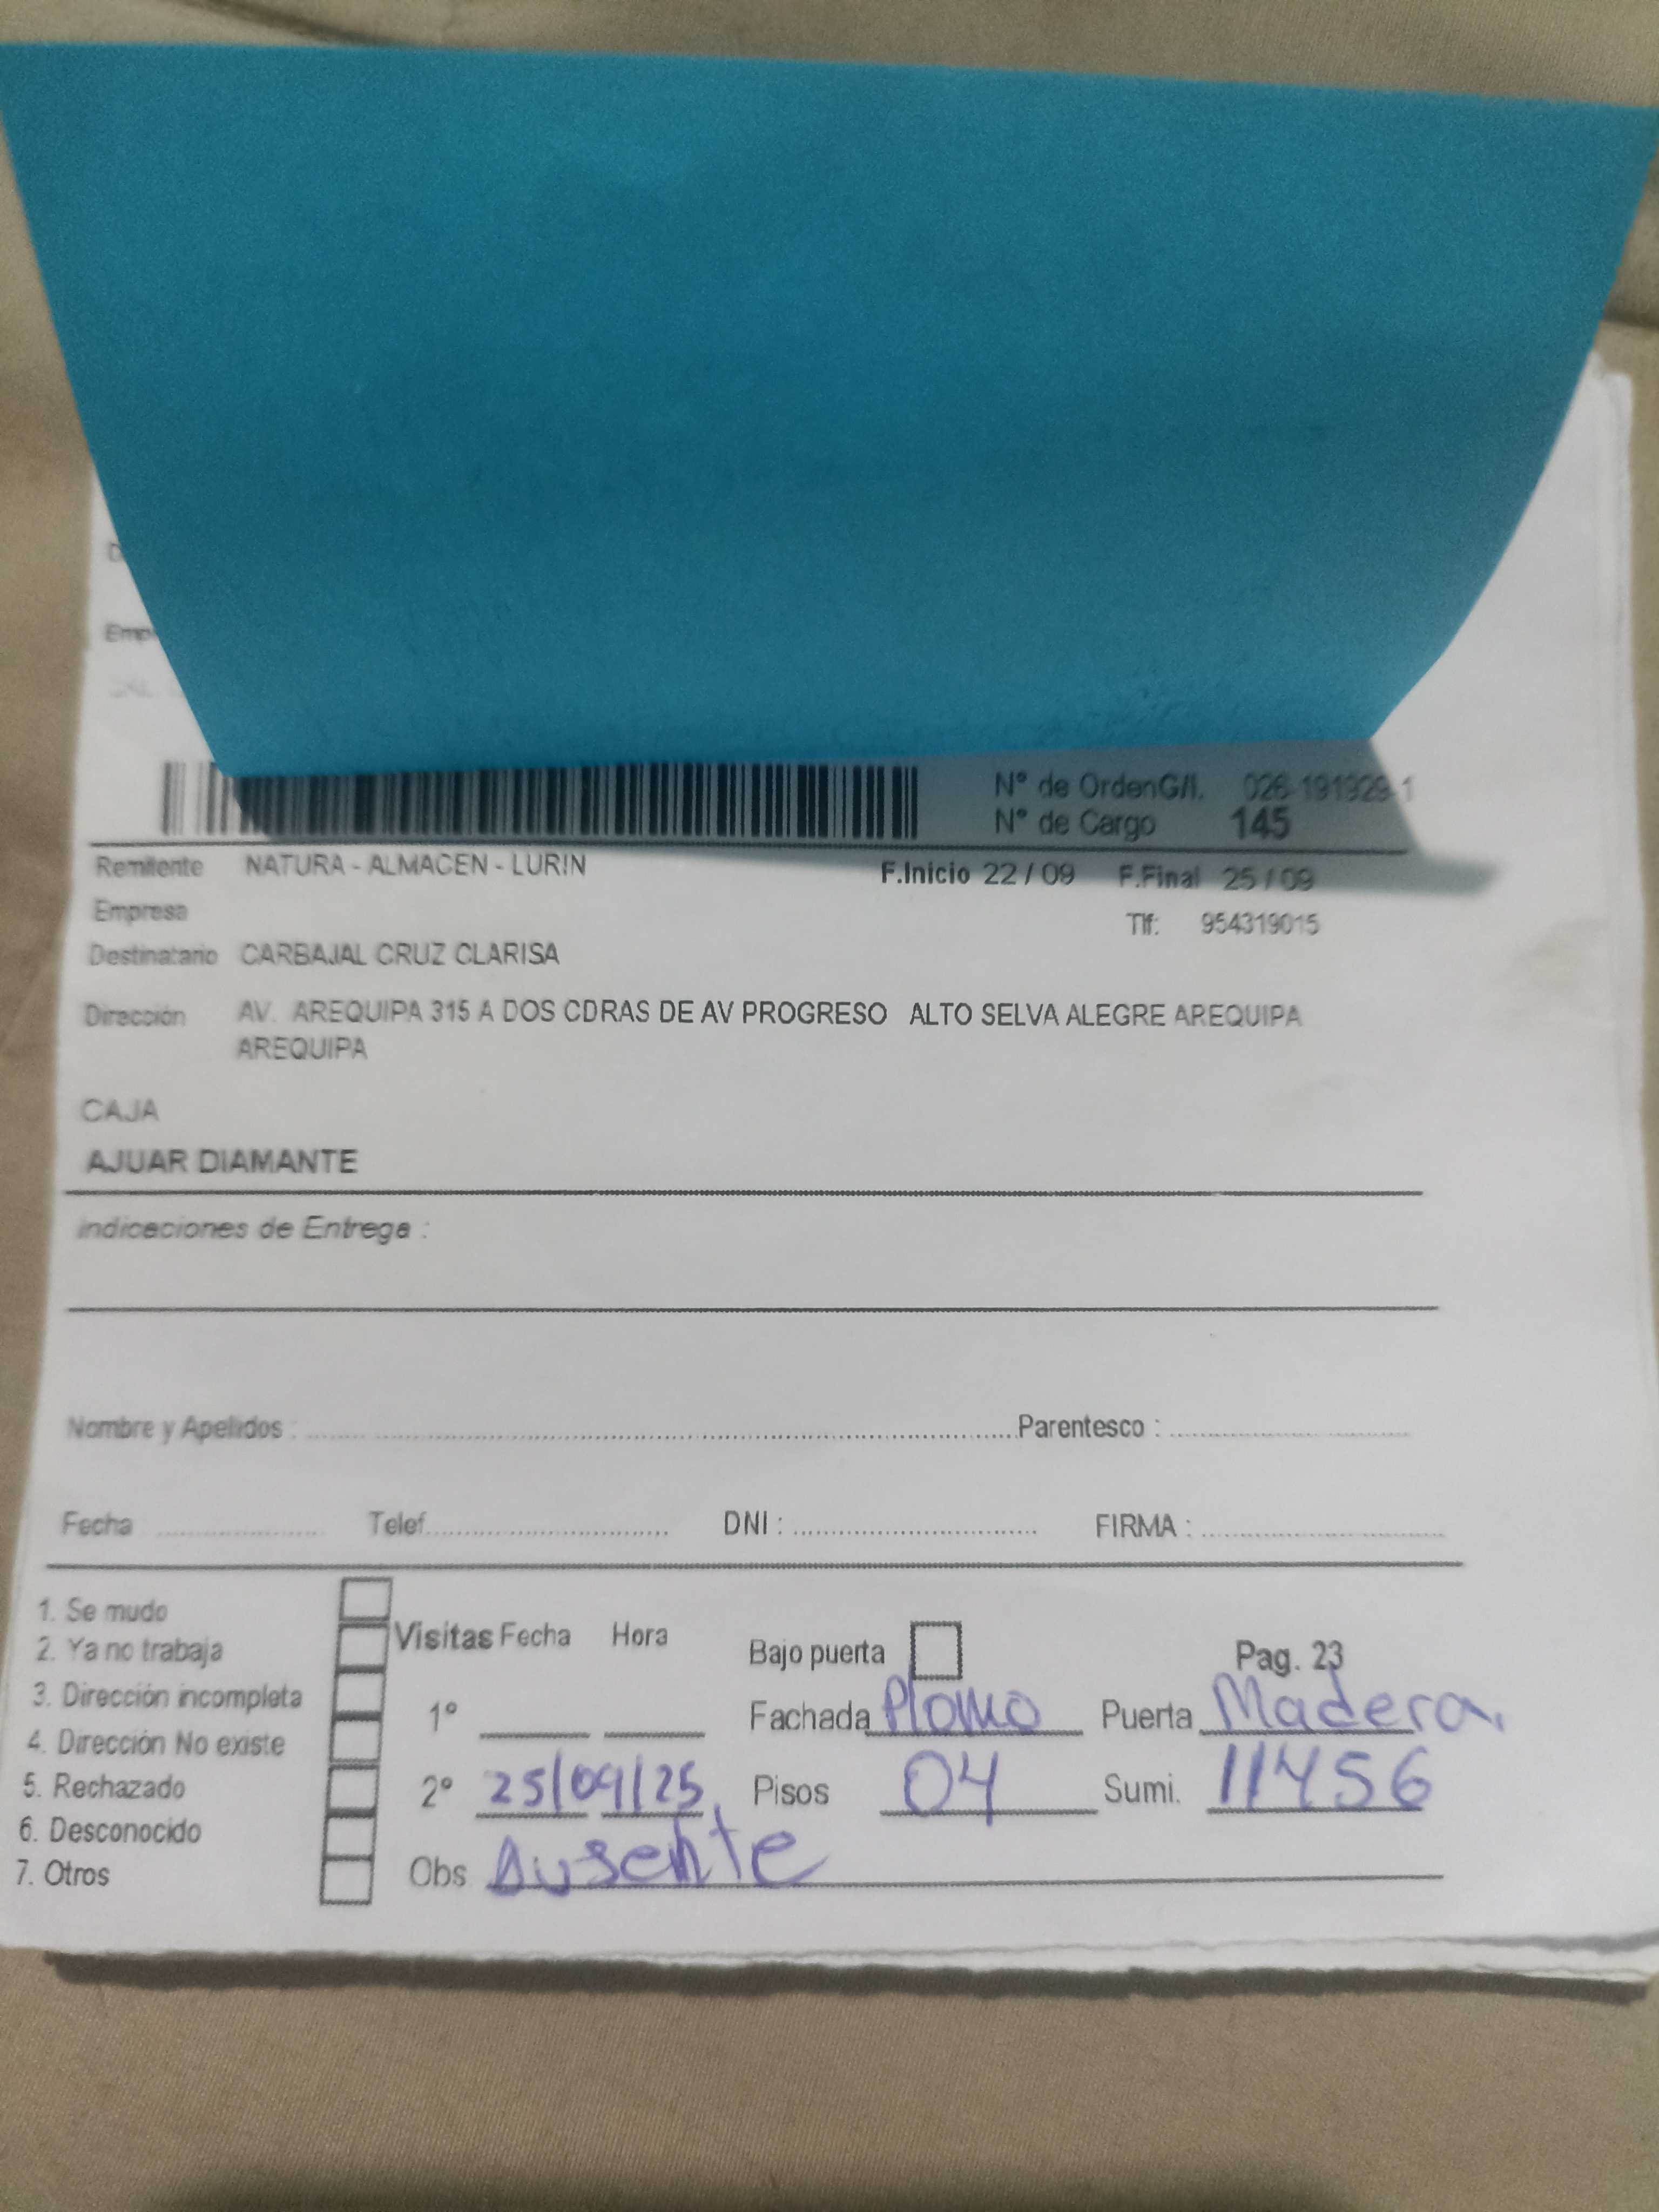 Nº de OrdenG/I. 026-191929-1
Nº de Cargo 145
Remitente NATURA - ALMACEN - LURIN F.Inicio 22 / 09 F.Final 25 / 09
Empresa Tlf: 954319015
Destinatario CARBAJAL CRUZ CLARISA
Dirección AV. AREQUIPA 315 A DOS CDRAS DE AV PROGRESO ALTO SELVA ALEGRE AREQUIPA
AREQUIPA
CAJA
AJUAR DIAMANTE
Indicaciones de Entrega :
Nombre y Apellidos : Parentesco :
Fecha Telef. DNI : FIRMA :
1. Se mudo
2. Ya no trabaja
3. Dirección incompleta
4. Dirección No existe
5. Rechazado
6. Desconocido
7. Otros
Visitas Fecha Hora Bajo puerta Pag. 23
1º Fachada Plomo Puerta Madera.
2º 25/09/25 Pisos 04 Sumi. 11456
Obs Ausente